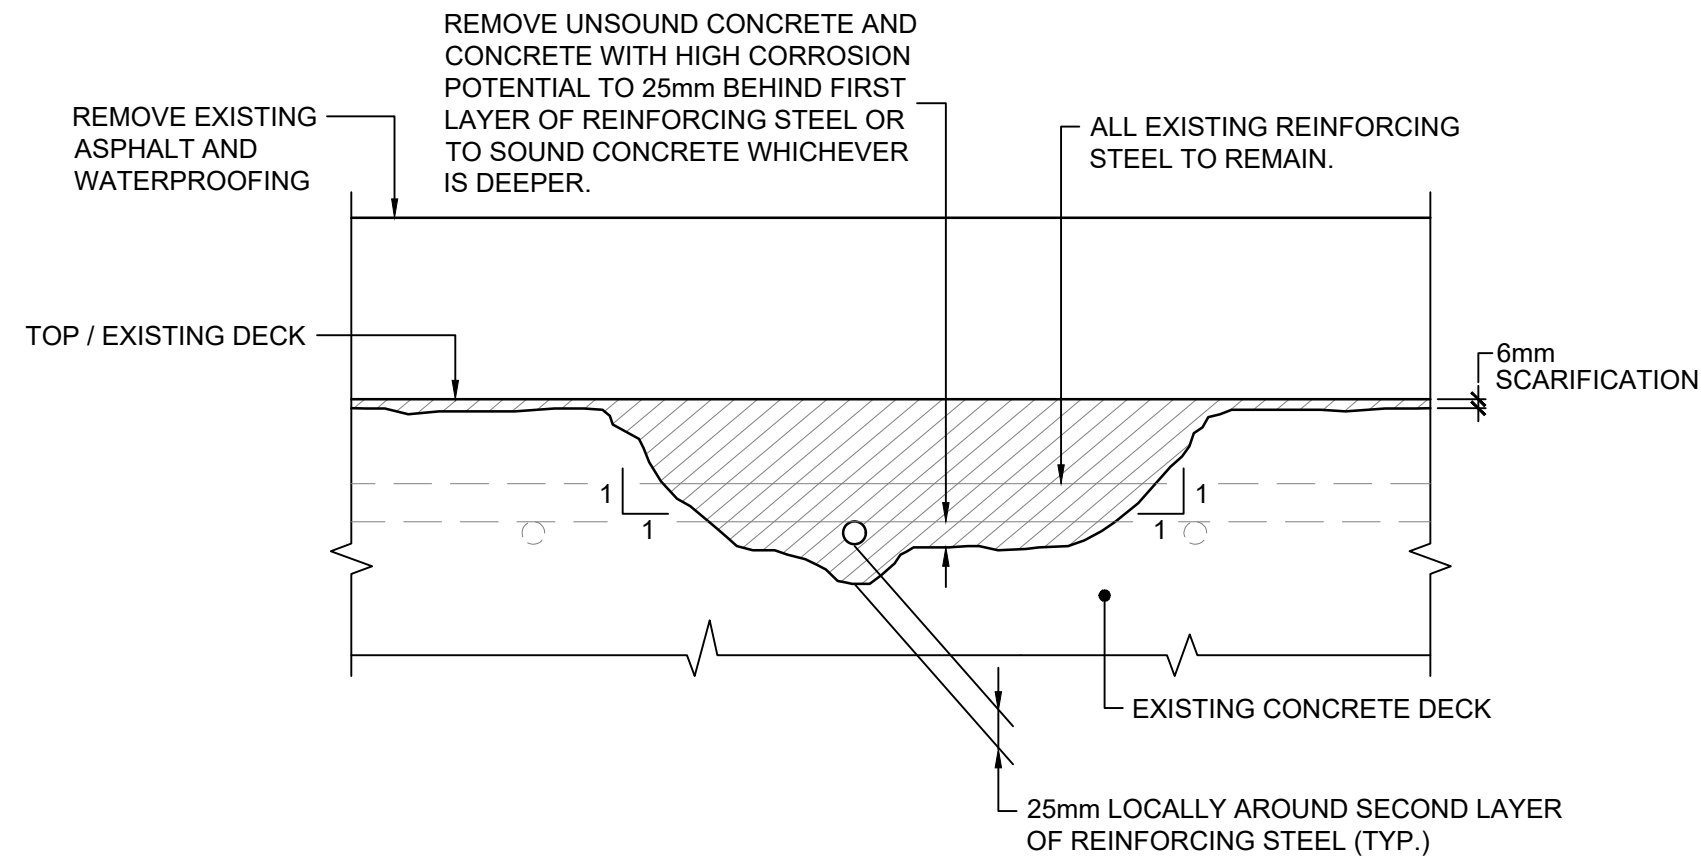 REMOVE UNSOUND CONCRETE AND
CONCRETE WITH HIGH CORROSION
POTENTIAL TO 25mm BEHIND FIRST
LAYER OF REINFORCING STEEL OR
TO SOUND CONCRETE WHICHEVER
IS DEEPER.
REMOVE EXISTING
ASPHALT AND
WATERPROOFING
ALL EXISTING REINFORCING
STEEL TO REMAIN.
TOP / EXISTING DECK
6mm
SCARIFICATION
1
1
1
1
EXISTING CONCRETE DECK
25mm LOCALLY AROUND SECOND LAYER
OF REINFORCING STEEL (TYP.)